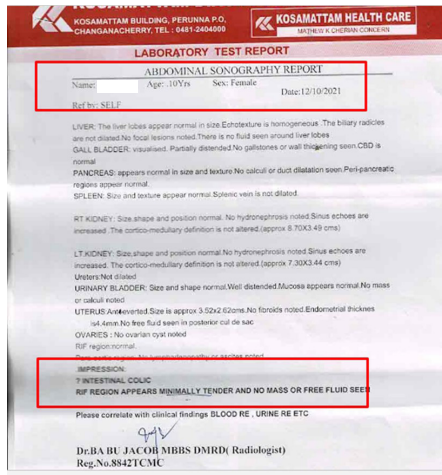 KOSAMATTAM BUILDING, PERUNNA P.O,
CHANGANACHERRY, TEL : 0481-2404000
KOSAMATTAM HEALTH CARE
MATHEW K CHERIAN CONCERN
LABORATORY TEST REPORT
ABDOMINAL SONOGRAPHY REPORT
Name: Age: .10Yrs Sex: Female
Date:12/10/2021
Ref by: SELF
LIVER: The liver lobes appear normal in size.Echotexture is homogeneous .The biliary radicles
are not dilated.No focal lesions noted.There is no fluid seen around liver lobes
GALL BLADDER: visualised. Partially distended.No gallstones or wall thickening seen.CBD is
normal
PANCREAS: appears normal in size and texture.No calculi or duct dilatation seen.Peri-pancreatic
regions appear normal.
SPLEEN: Size and texture appear normal.Splenic vein is not dilated.
RT KIDNEY: Size,shape and position normal. No hydronephrosis noted.Sinus echoes are
increased .The cortico-medullary definition is not altered.(approx 8.70X3.49 cms)
LT.KIDNEY: Size,shape and position normal.No hydronephrosis noted.Sinus echoes are
increased. The cortico-medullary definition is not altered.(approx 7.30X3.44 cms)
Ureters:Not dilated
URINARY BLADDER: Size and shape normal.Well distended.Mucosa appears normal.No mass
or calculi noted
UTERUS Anteverted.Size is approx 3.52x2.62cms.No fibroids noted.Endometrial thicknes
is4.4mm.No free fluid seen in posterior cul de sac
OVARIES : No ovarian cyst noted
RIF region:normal.
IMPRESSION:
? INTESTINAL COLIC
RIF REGION APPEARS MINIMALLY TENDER AND NO MASS OR FREE FLUID SEEN
Please correlate with clinical findings BLOOD RE , URINE RE ETC
Dr.BA BU JACOB MBBS DMRD( Radiologist)
Reg.No.8842TCMC